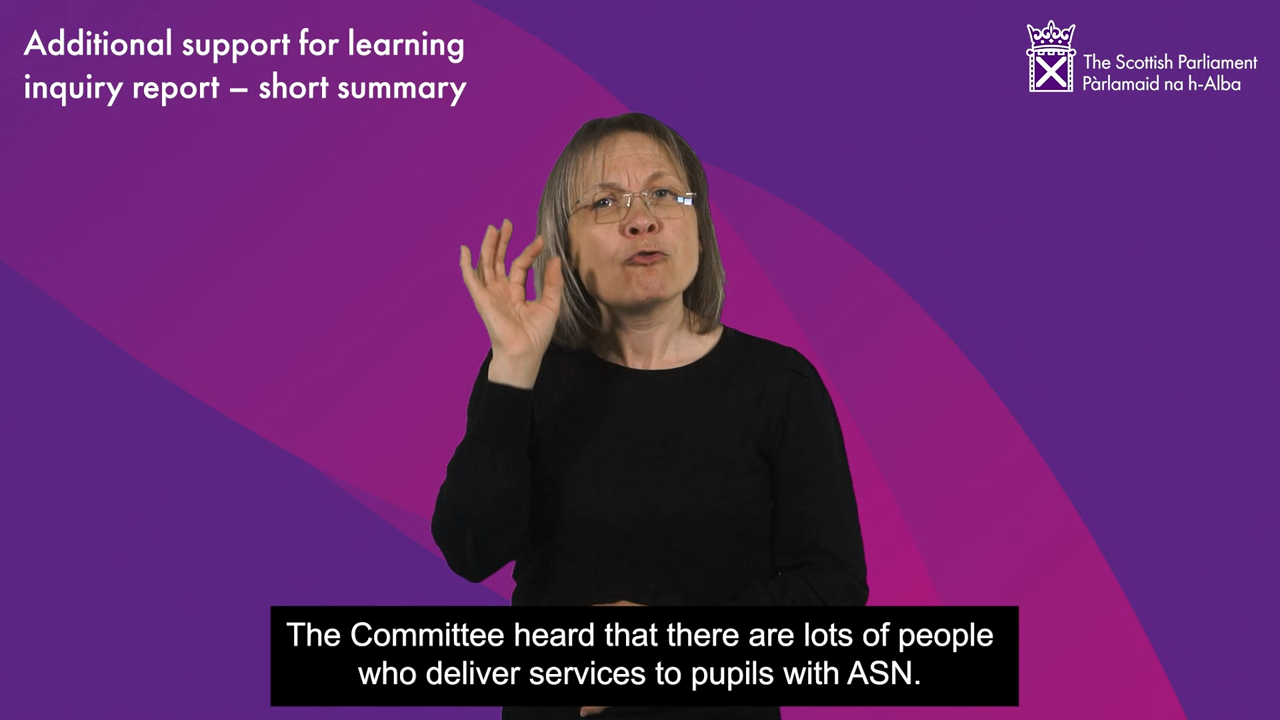 Additional support for learning
inquiry report – short summary
The Scottish Parliament
Pàrlamaid na h-Alba
The Committee heard that there are lots of people
who deliver services to pupils with ASN.